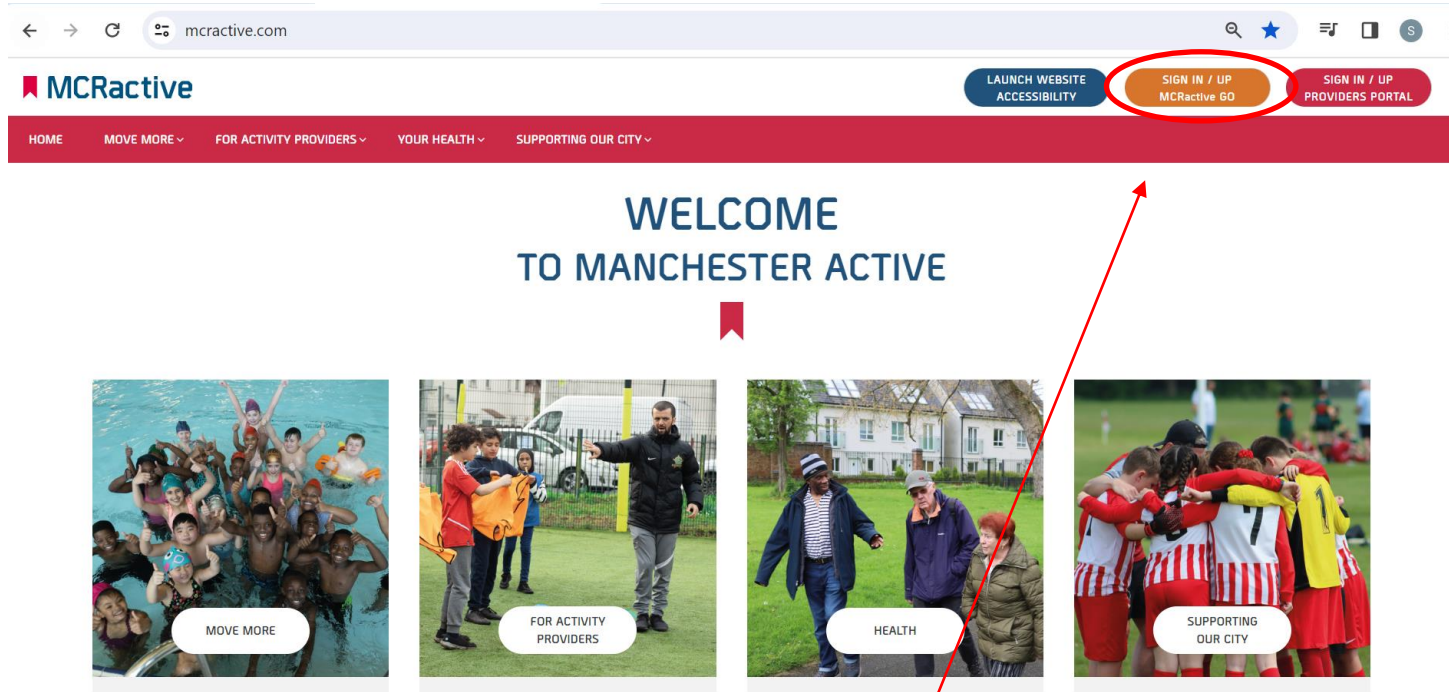 mcractive.com
S
MCRactive
LAUNCH WEBSITE
ACCESSIBILITY
SIGN IN / UP
MCRactive GO
SIGN IN / UP
PROVIDERS PORTAL
HOME
MOVE MORE
FOR ACTIVITY PROVIDERS
YOUR HEALTH
SUPPORTING OUR CITY
WELCOME
TO MANCHESTER ACTIVE
MOVE MORE
FOR ACTIVITY
PROVIDERS
HEALTH
7
1
SUPPORTING
OUR CITY